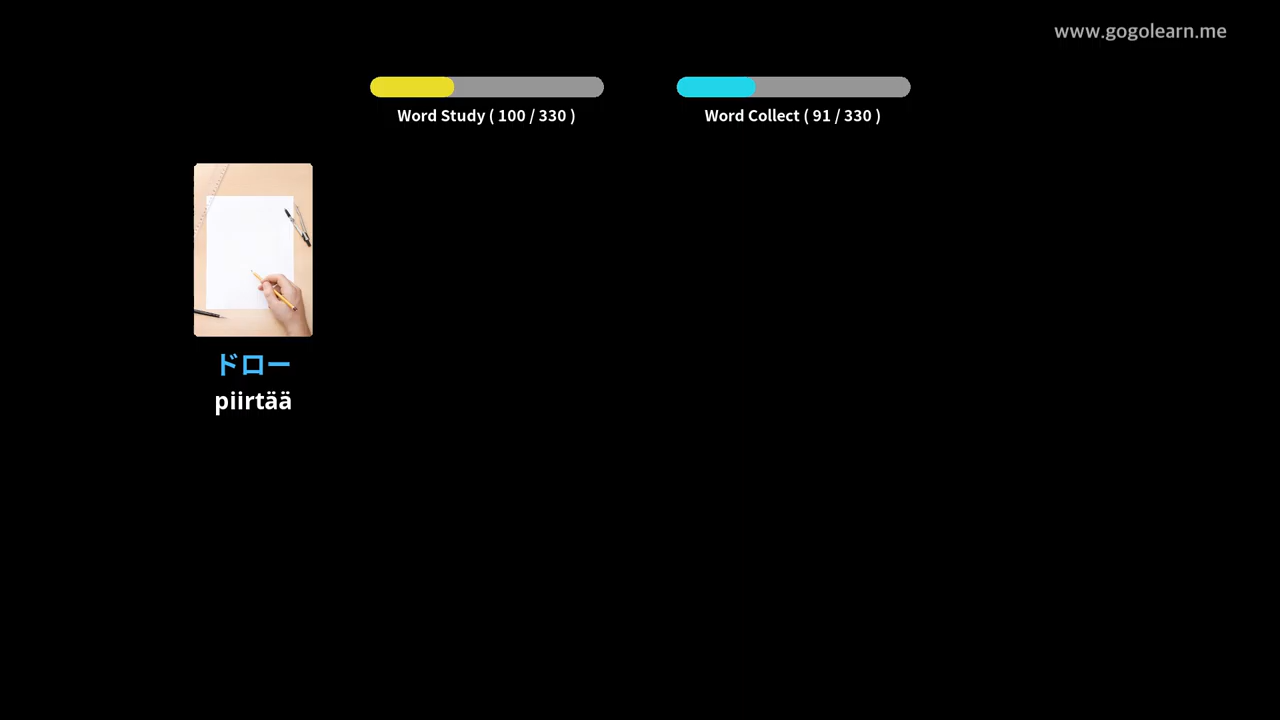 www.gogolearn.me
Word Study ( 100 / 330 )
Word Collect ( 91 / 330 )
ドロー
piirtää